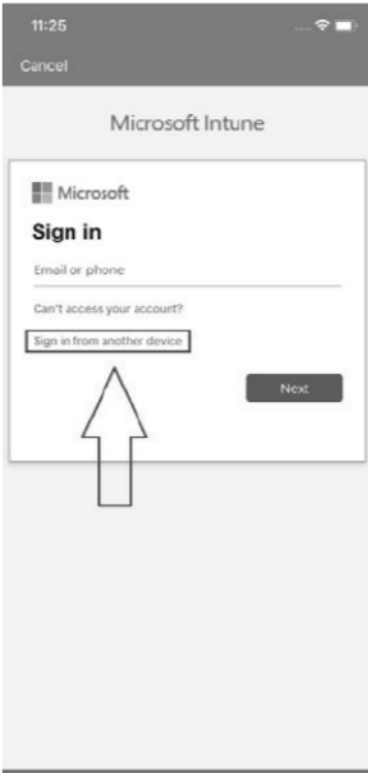 11:25
Cancel
Microsoft Intune
Microsoft
Sign in
Email or phone
Can't access your account?
Sign in from another device
Next